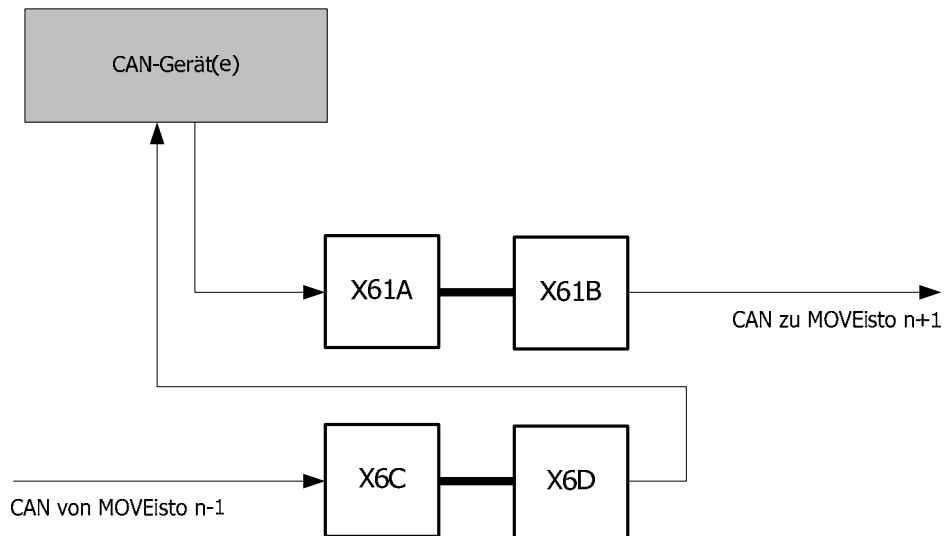 CAN-Gerät(e)
X61A
X61B
CAN zu MOVEisto n+1
X6C
X6D
CAN von MOVEisto n-1